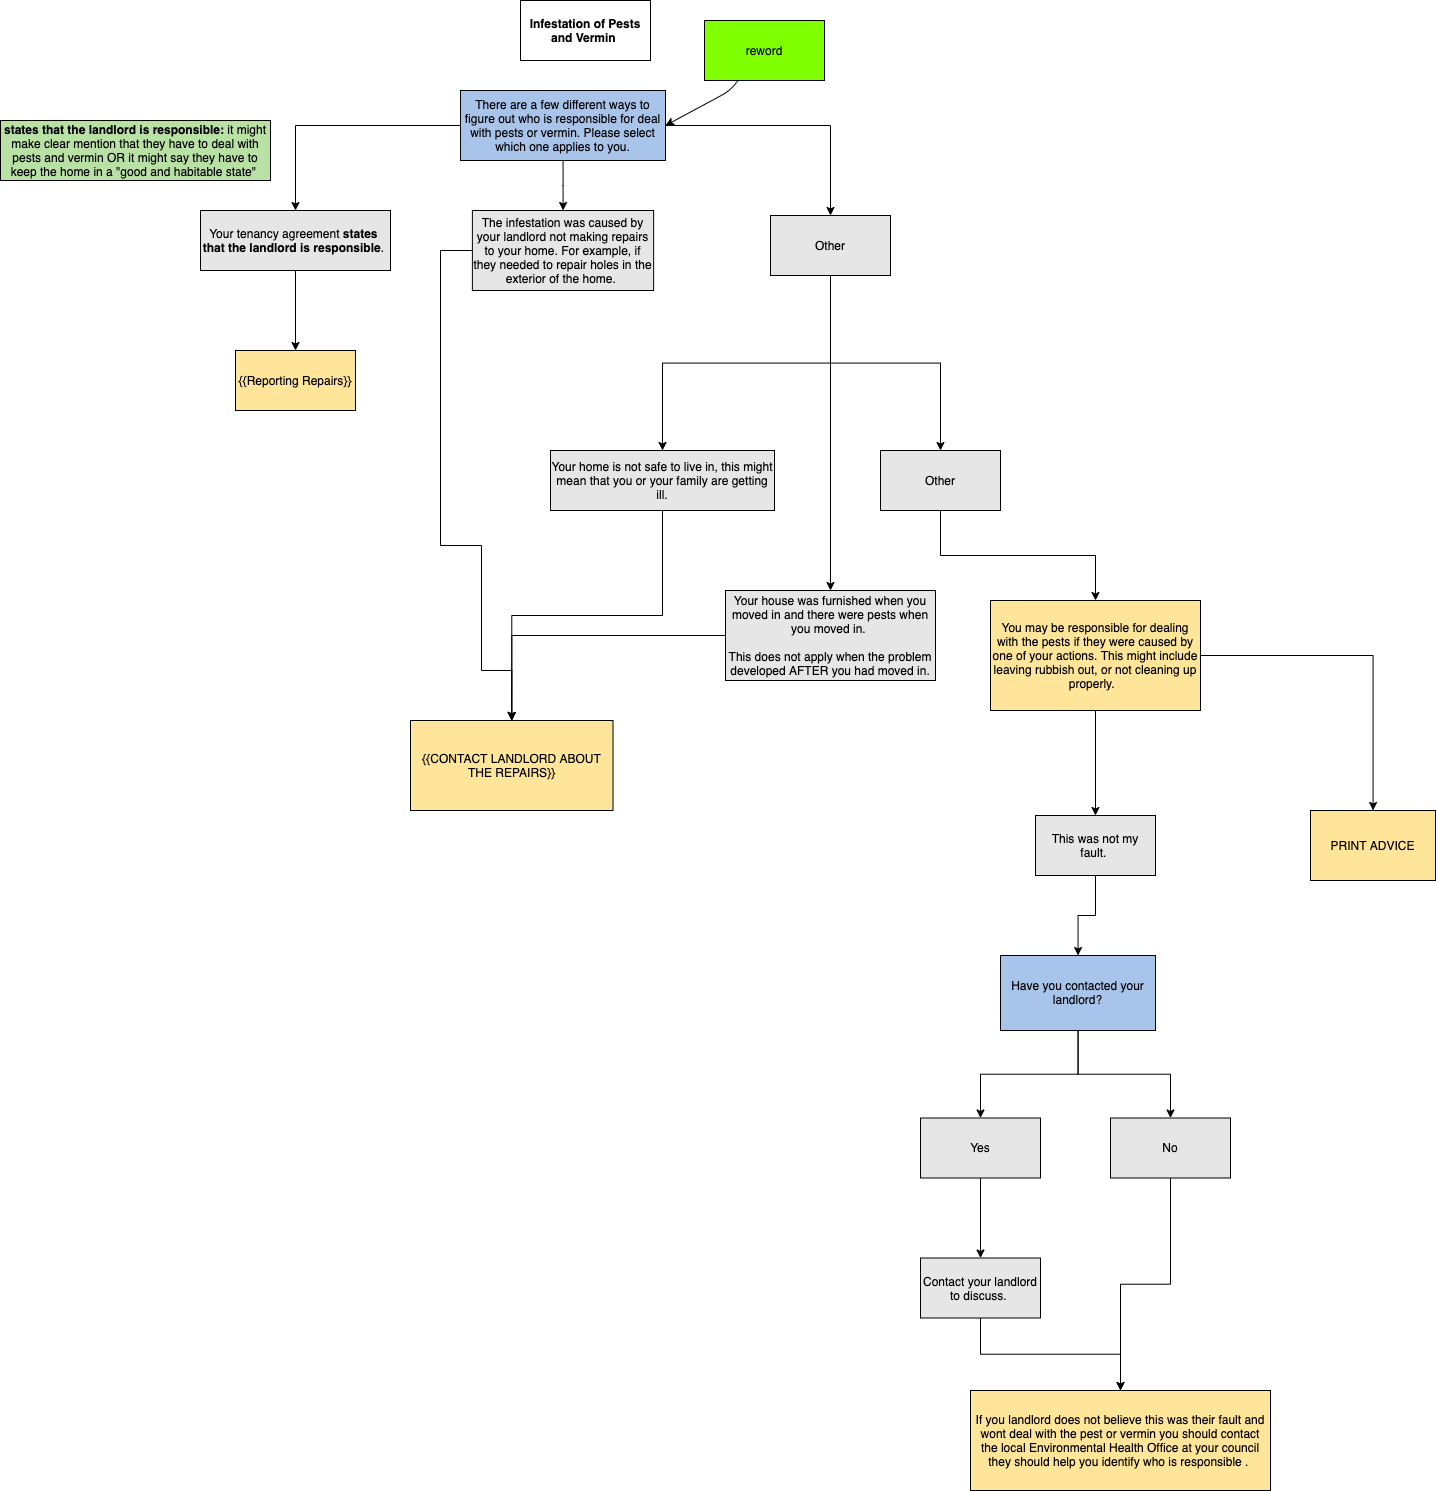 Infestation of Pests
and Vermin
reword
There are a few different ways to
figure out who is responsible for deal
with pests or vermin. Please select
which one applies to you.
states that the landlord is responsible: it might
make clear mention that they have to deal with
pests and vermin OR it might say they have to
keep the home in a "good and habitable state"
Your tenancy agreement states
that the landlord is responsible.
The infestation was caused by
your landlord not making repairs
to your home. For example, if
they needed to repair holes in the
exterior of the home.
Other
{{Reporting Repairs}}
Your home is not safe to live in, this might
mean that you or your family are getting
ill.
Other
Your house was furnished when you
moved in and there were pests when
you moved in.
This does not apply when the problem
developed AFTER you had moved in.
You may be responsible for dealing
with the pests if they were caused by
one of your actions. This might include
leaving rubbish out, or not cleaning up
properly.
{{CONTACT LANDLORD ABOUT
THE REPAIRS}}
This was not my
fault.
PRINT ADVICE
Have you contacted your
landlord?
Yes
No
Contact your landlord
to discuss.
If you landlord does not believe this was their fault and
wont deal with the pest or vermin you should contact
the local Environmental Health Office at your council
they should help you identify who is responsible .